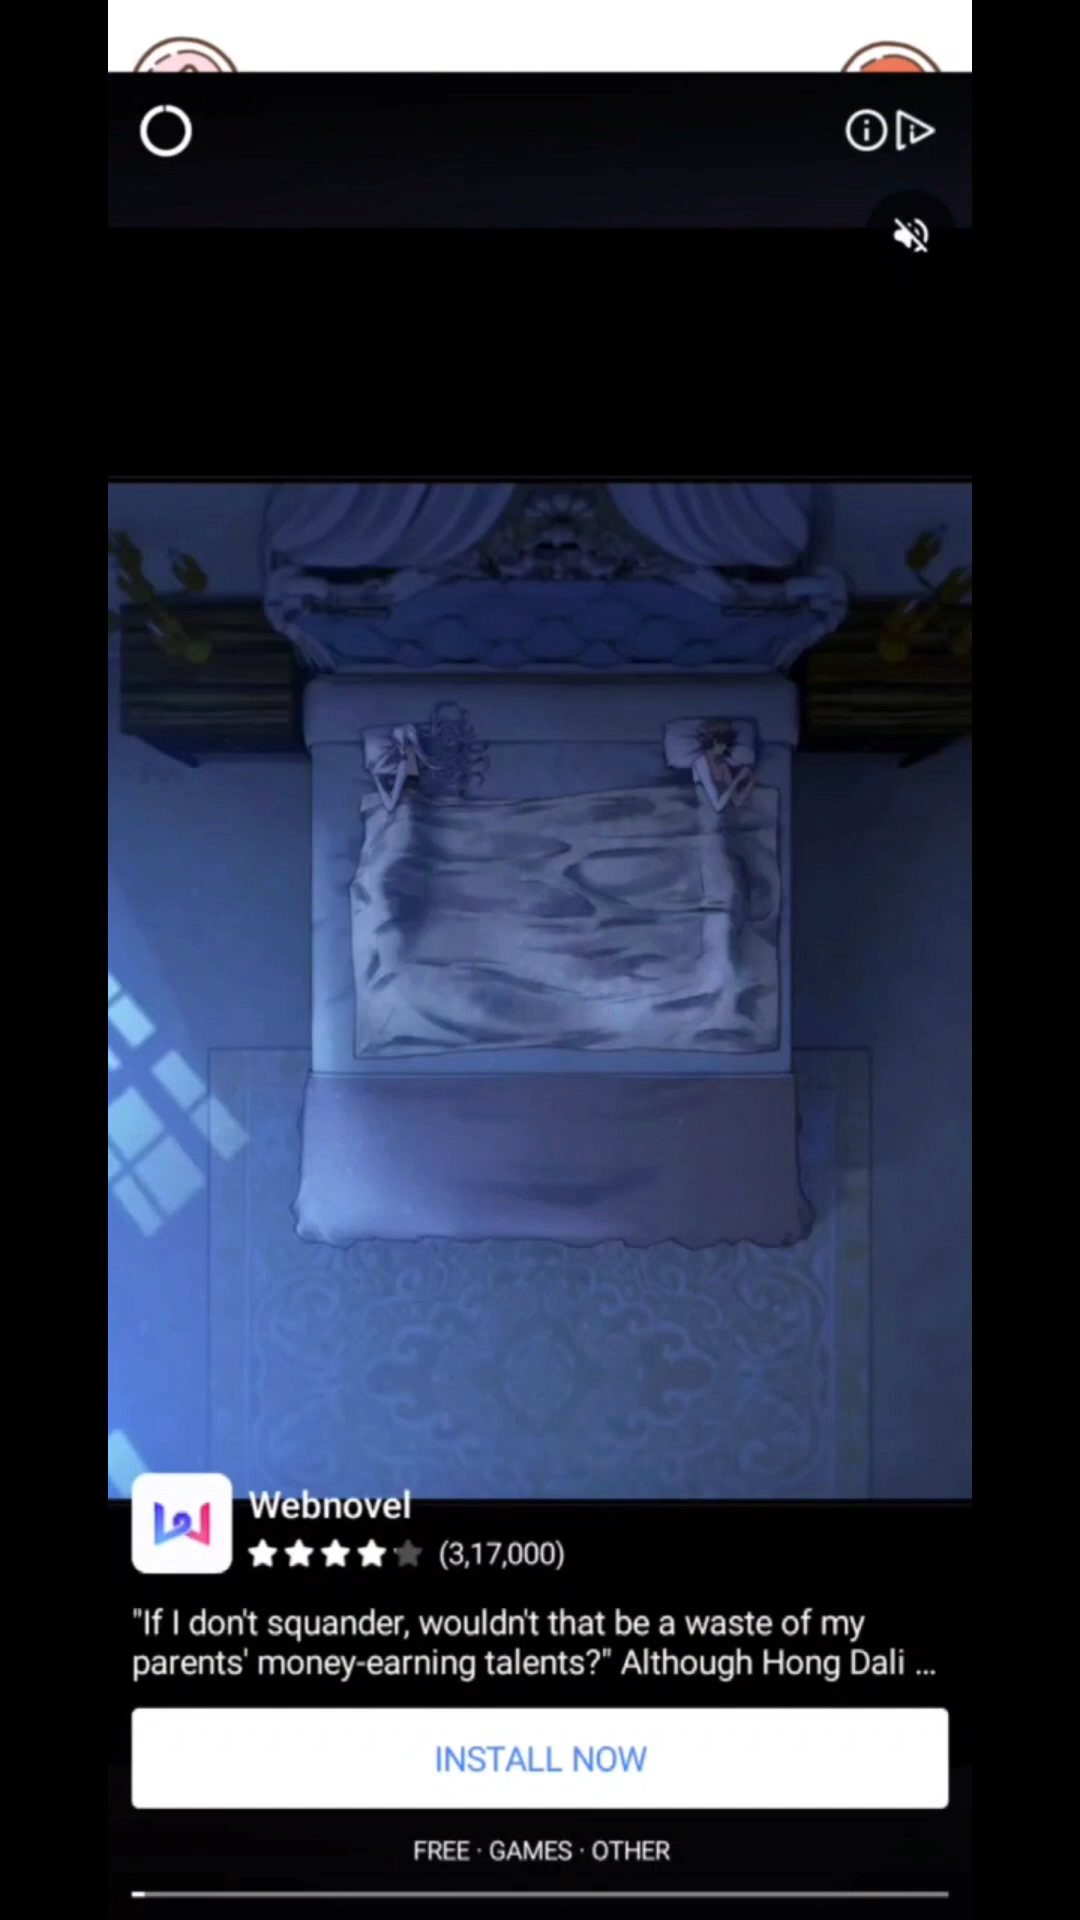 Webnovel
(3,17,000)
"If I don't squander, wouldn't that be a waste of my
parents' money-earning talents?" Although Hong Dali ...
INSTALL NOW
FREE · GAMES · OTHER